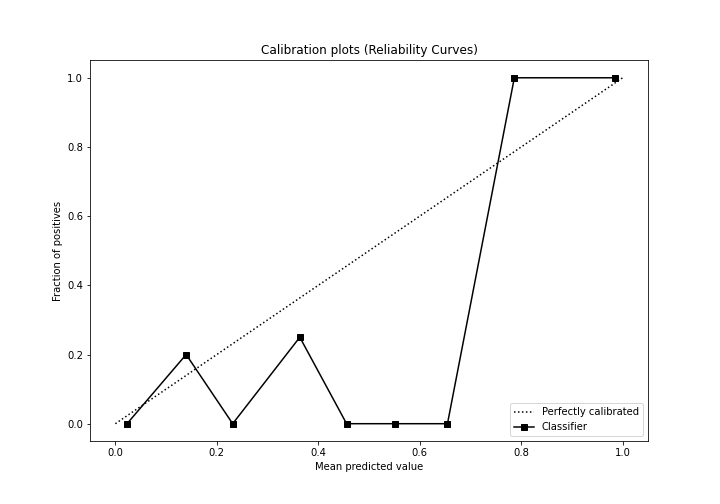 Calibration plots (Reliability Curves)
1.0
0.8
0.6
0.4
0.2
0.0
Fraction of positives
0.0 0.2 0.4 0.6 0.8 1.0
Mean predicted value
Perfectly calibrated
Classifier